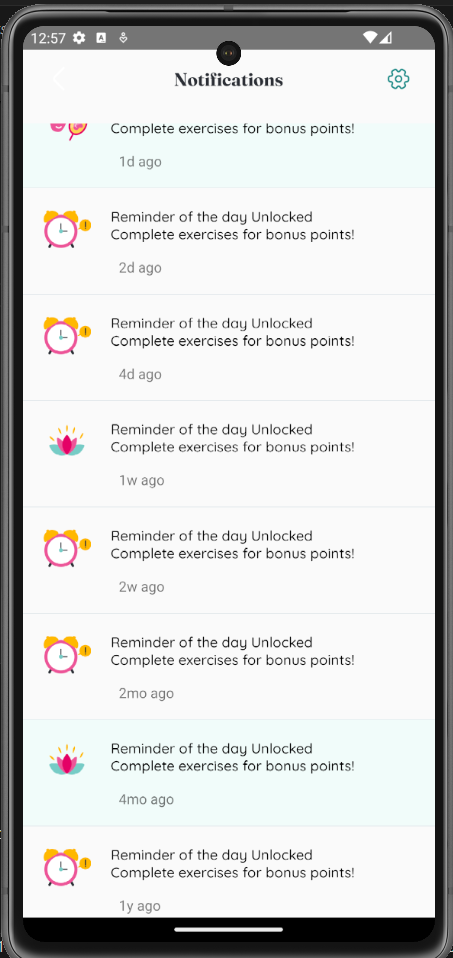 12:57
Notifications
Complete exercises for bonus points!
1d ago
Reminder of the day Unlocked
Complete exercises for bonus points!
2d ago
Reminder of the day Unlocked
Complete exercises for bonus points!
4d ago
Reminder of the day Unlocked
Complete exercises for bonus points!
1w ago
Reminder of the day Unlocked
Complete exercises for bonus points!
2w ago
Reminder of the day Unlocked
Complete exercises for bonus points!
2mo ago
Reminder of the day Unlocked
Complete exercises for bonus points!
4mo ago
Reminder of the day Unlocked
Complete exercises for bonus points!
1y ago